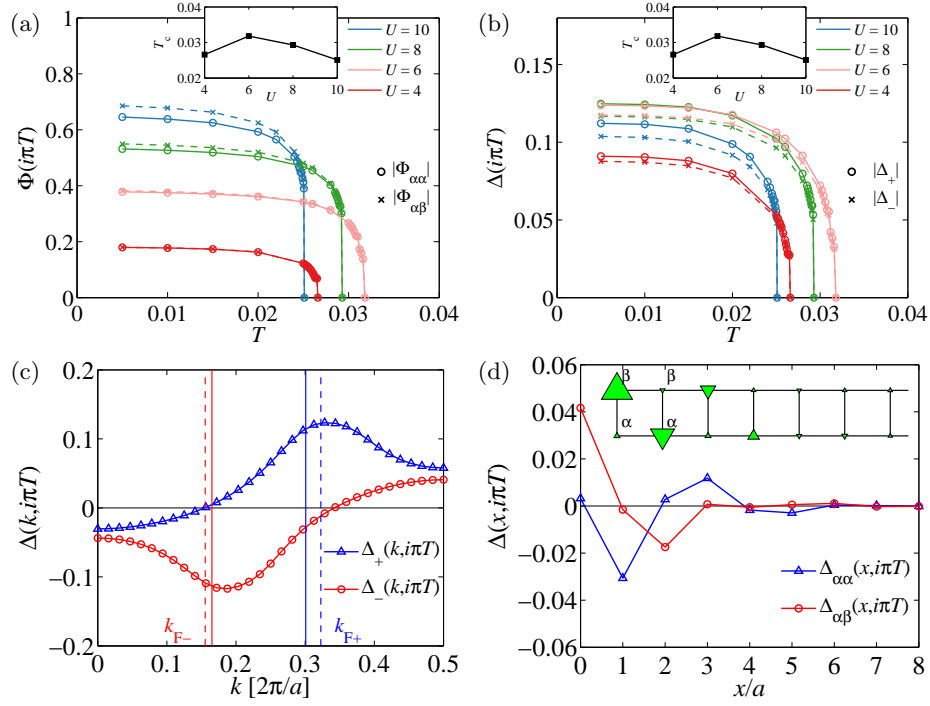 (a)
1
0.8
0.6
0.4
0.2
0
0 0.01 0.02 0.03 0.04
Φ(iπT)
T
0.04
0.03
0.02
4 6 8 10
T_c
U
U = 10
U = 8
U = 6
U = 4
|Φ_αα|
|Φ_αβ|
(b)
0.15
0.10
0.05
0
0 0.01 0.02 0.03 0.04
Δ(iπT)
T
0.04
0.03
0.02
4 6 8 10
T_c
U
U = 10
U = 8
U = 6
U = 4
|Δ_+|
|Δ_−|
(c)
0.2
0.1
0
−0.1
−0.2
0 0.1 0.2 0.3 0.4 0.5
Δ(k,iπT)
k [2π/a]
Δ_+(k,iπT)
Δ_−(k,iπT)
k_F−
k_F+
(d)
0.06
0.04
0.02
0
−0.02
−0.04
−0.06
0 1 2 3 4 5 6 7 8
Δ(x,iπT)
x/a
β β
α α
Δ_αα(x,iπT)
Δ_αβ(x,iπT)